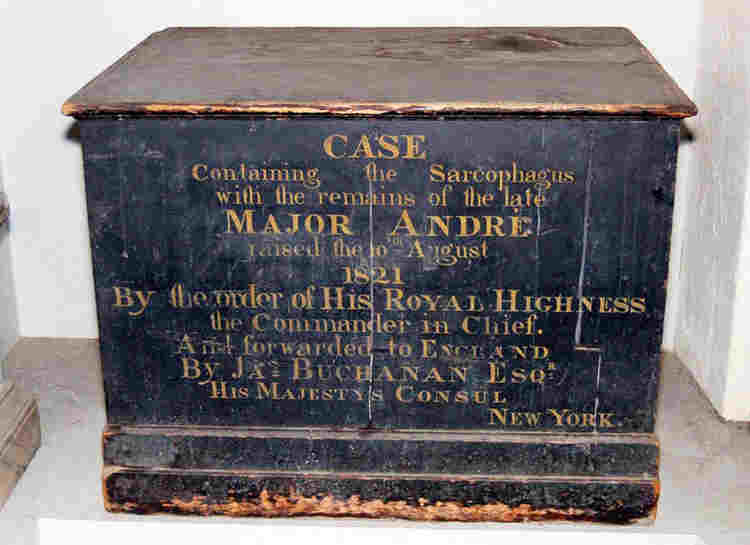 CASE
Containing the Sarcophagus
with the remains of the late
MAJOR ANDRÉ
raised the 10TH August
1821
By the order of HIS ROYAL HIGHNESS
the Commander in Chief.
And forwarded to ENGLAND
By JAS BUCHANAN ESQR
HIS MAJESTYS CONSUL
NEW YORK.